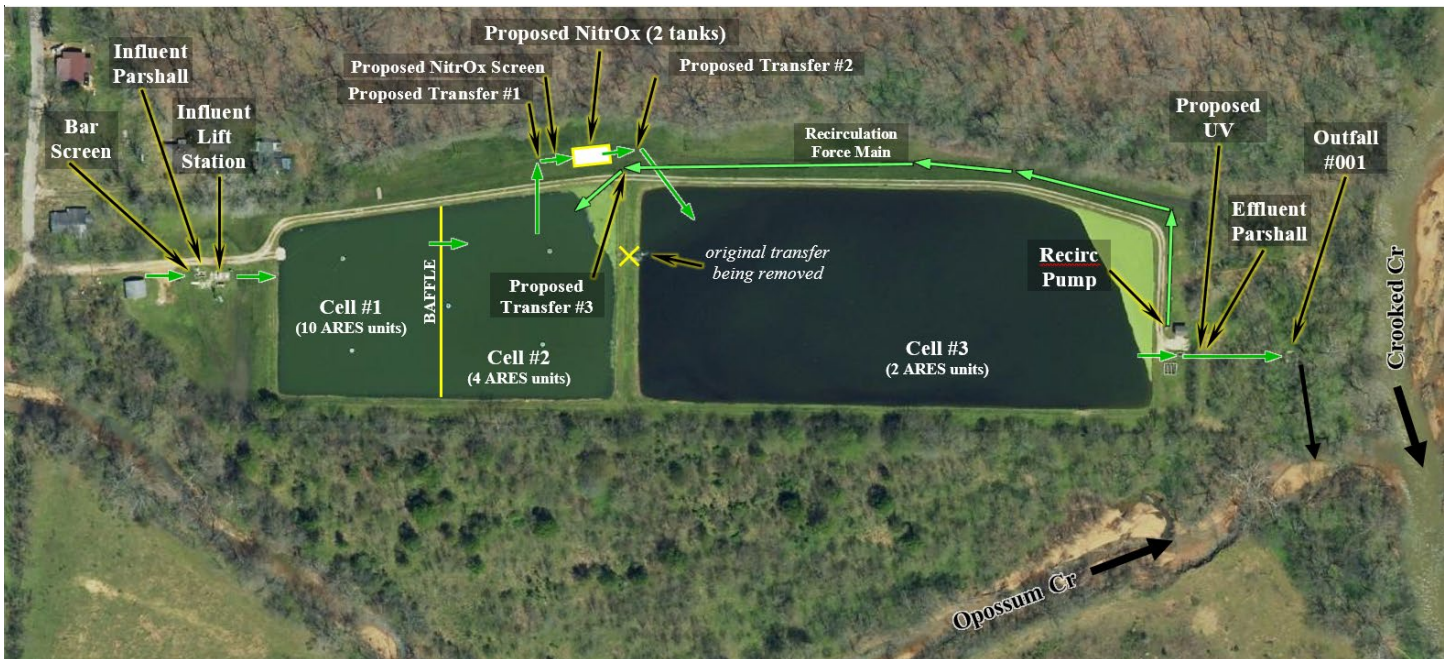 Proposed NitrOx (2 tanks)
Influent
Parshall
Proposed NitrOx Screen
Proposed Transfer #2
Proposed Transfer #1
Bar
Screen
Influent
Lift
Station
Recirculation
Force Main
Proposed
UV
Outfall
#001
Effluent
Parshall
original transfer
being removed
Recirc
Pump
Proposed
Transfer #3
BAFFLE
Cell #1
(10 ARES units)
Cell #2
(4 ARES units)
Cell #3
(2 ARES units)
Crooked Cr
Opossum Cr